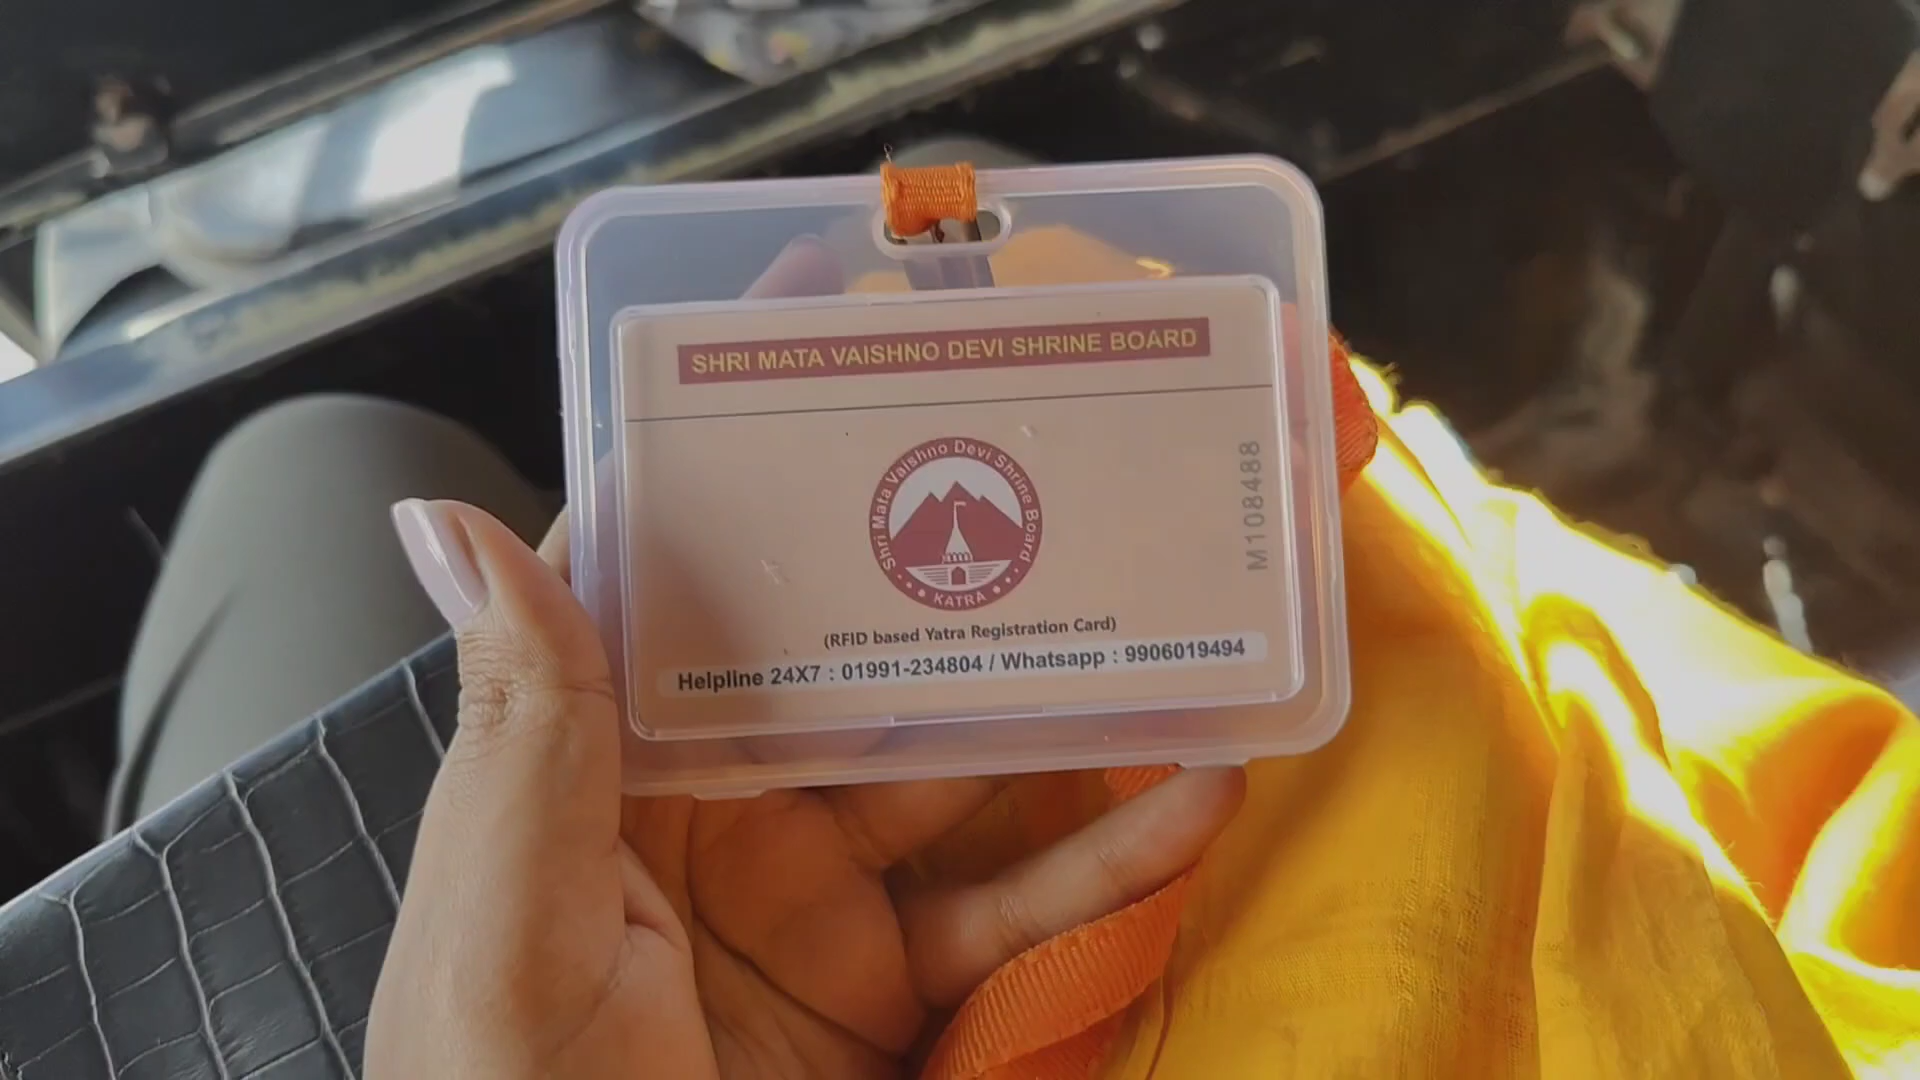 SHRI MATA VAISHNO DEVI SHRINE BOARD
Shri Mata Vaishno Devi Shrine Board
KATRA
M108488
(RFID based Yatra Registration Card)
Helpline 24X7 : 01991-234804 / Whatsapp : 9906019494